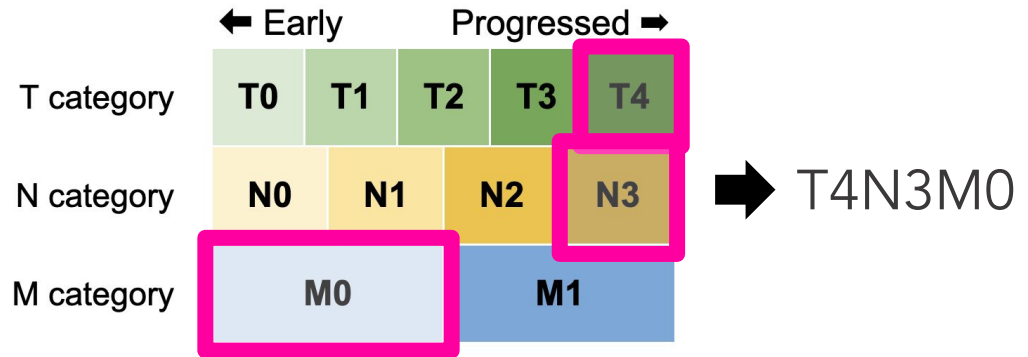 ← Early Progressed →
T category T0 T1 T2 T3 T4
N category N0 N1 N2 N3 T4N3M0
M category M0 M1